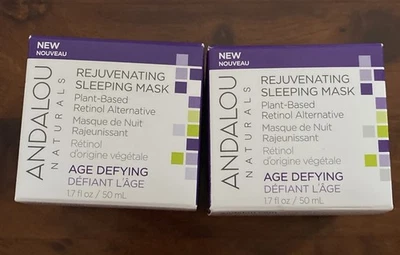 NEW
NOUVEAU
ANDALOU
NATURALS
REJUVENATING
SLEEPING MASK
Plant-Based
Retinol Alternative
Masque de Nuit
Rajeunissant
Rétinol
d'origine végétale
AGE DEFYING
DÉFIANT L'ÂGE
1.7 fl oz / 50 mL
NEW
NOUVEAU
ANDALOU
NATURALS
REJUVENATING
SLEEPING MASK
Plant-Based
Retinol Alternative
Masque de Nuit
Rajeunissant
Rétinol
d'origine végétale
AGE DEFYING
DÉFIANT L'ÂGE
1.7 fl oz / 50 mL